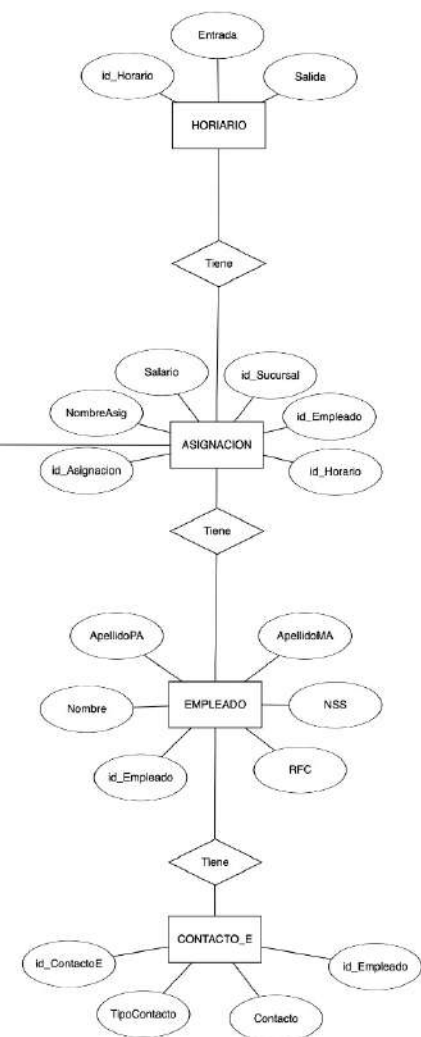 Entrada
id_Horario
Salida
HORIARIO
Tiene
Salario
id_Sucursal
NombreAsig
id_Empleado
ASIGNACION
id_Asignacion
id_Horario
Tiene
ApellidoPA
ApellidoMA
Nombre
EMPLEADO
NSS
id_Empleado
RFC
Tiene
CONTACTO_E
id_ContactoE
id_Empleado
TipoContacto
Contacto